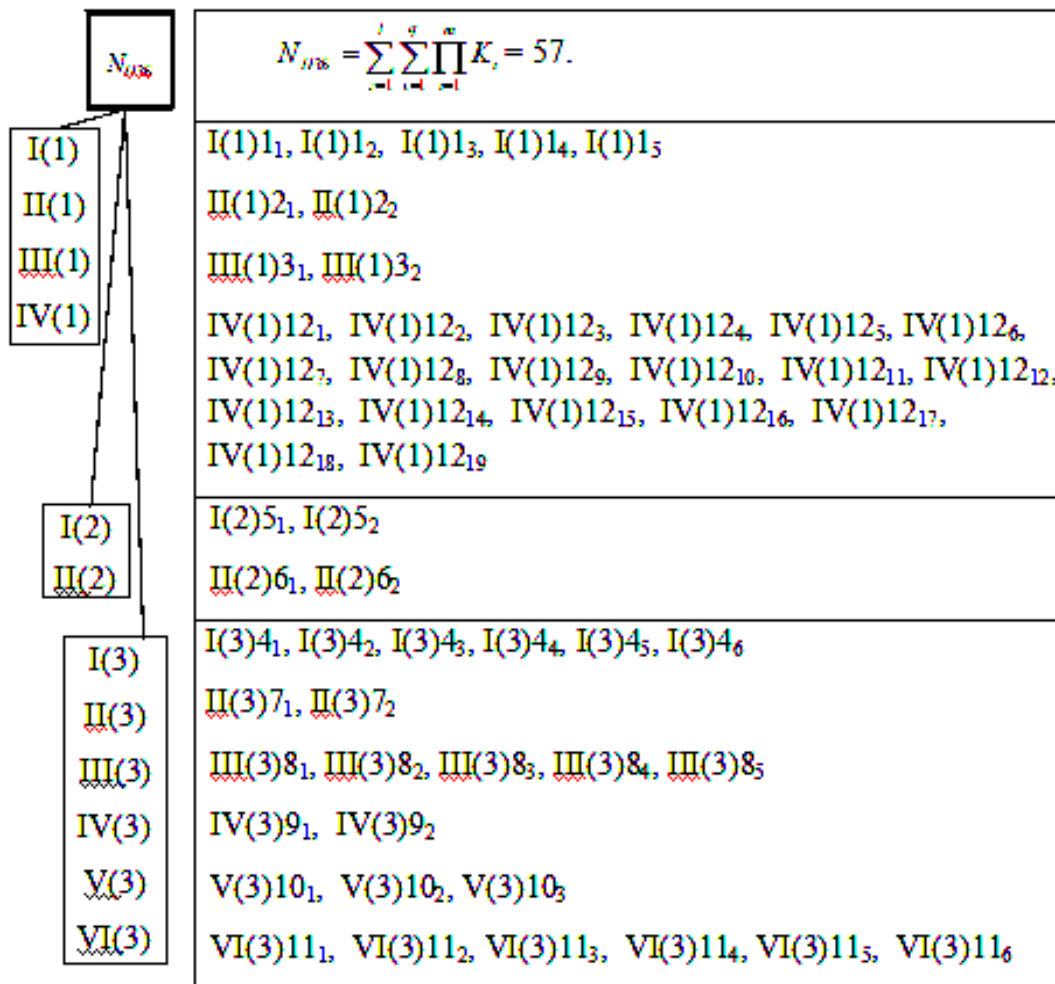 N
N = ∑ ∑ ∏ K = 57.
I(1)
II(1)
III(1)
IV(1)
I(1)1₁, I(1)1₂, I(1)1₃, I(1)1₄, I(1)1₅
II(1)2₁, II(1)2₂
III(1)3₁, III(1)3₂
IV(1)12₁, IV(1)12₂, IV(1)12₃, IV(1)12₄, IV(1)12₅, IV(1)12₆,
IV(1)12₇, IV(1)12₈, IV(1)12₉, IV(1)12₁₀, IV(1)12₁₁, IV(1)12₁₂,
IV(1)12₁₃, IV(1)12₁₄, IV(1)12₁₅, IV(1)12₁₆, IV(1)12₁₇,
IV(1)12₁₈, IV(1)12₁₉
I(2)
II(2)
I(2)5₁, I(2)5₂
II(2)6₁, II(2)6₂
I(3)
II(3)
III(3)
IV(3)
V(3)
VI(3)
I(3)4₁, I(3)4₂, I(3)4₃, I(3)4₄, I(3)4₅, I(3)4₆
II(3)7₁, II(3)7₂
III(3)8₁, III(3)8₂, III(3)8₃, III(3)8₄, III(3)8₅
IV(3)9₁, IV(3)9₂
V(3)10₁, V(3)10₂, V(3)10₃
VI(3)11₁, VI(3)11₂, VI(3)11₃, VI(3)11₄, VI(3)11₅, VI(3)11₆